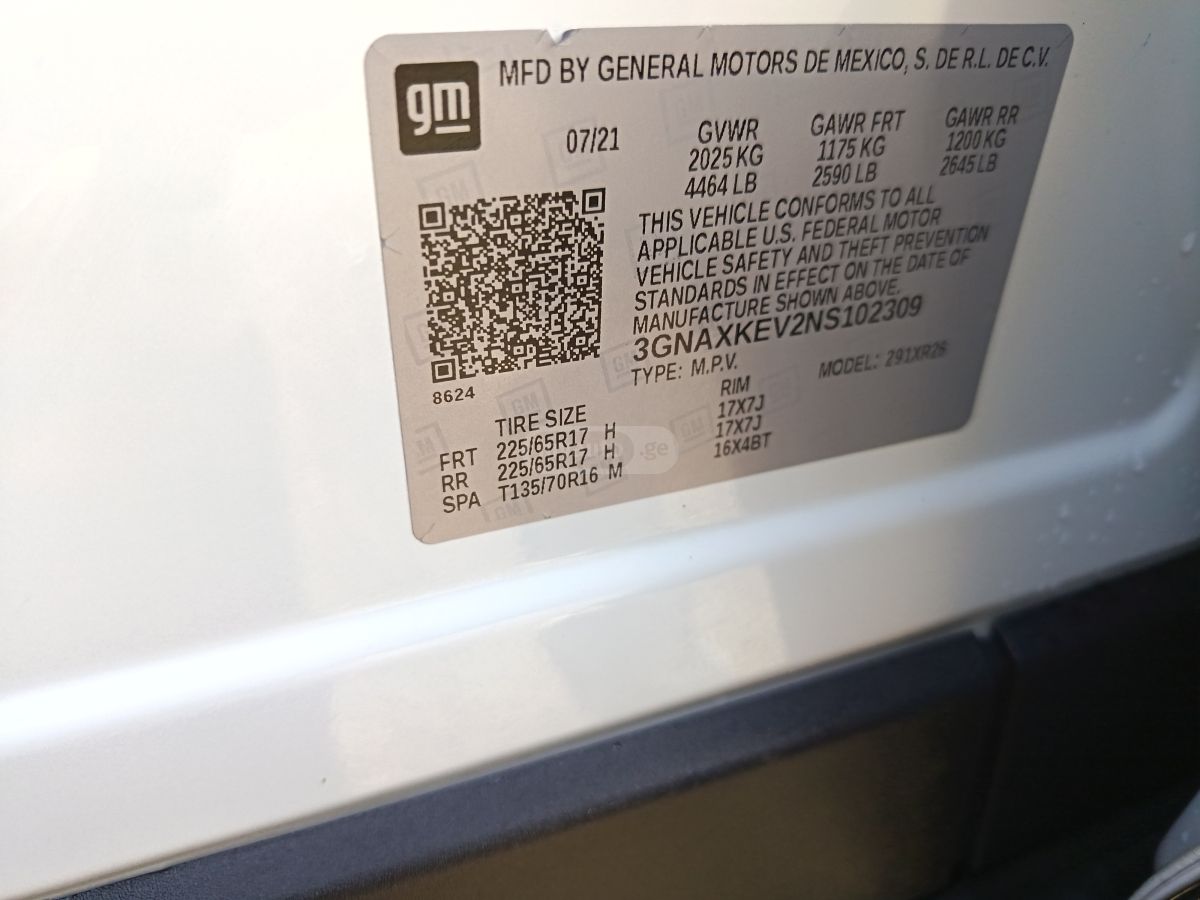 gm
MFD BY GENERAL MOTORS DE MEXICO, S. DE R.L. DE C.V.
07/21
GVWR
2025 KG
4464 LB
GAWR FRT
1175 KG
2590 LB
GAWR RR
1200 KG
2645 LB
THIS VEHICLE CONFORMS TO ALL
APPLICABLE U.S. FEDERAL MOTOR
VEHICLE SAFETY AND THEFT PREVENTION
STANDARDS IN EFFECT ON THE DATE OF
MANUFACTURE SHOWN ABOVE.
3GNAXKEV2NS102309
TYPE: M.P.V. MODEL: 291XR26
8624
TIRE SIZE RIM
FRT 225/65R17 H 17X7J
RR 225/65R17 H 17X7J
SPA T135/70R16 M 16X4BT
.ge